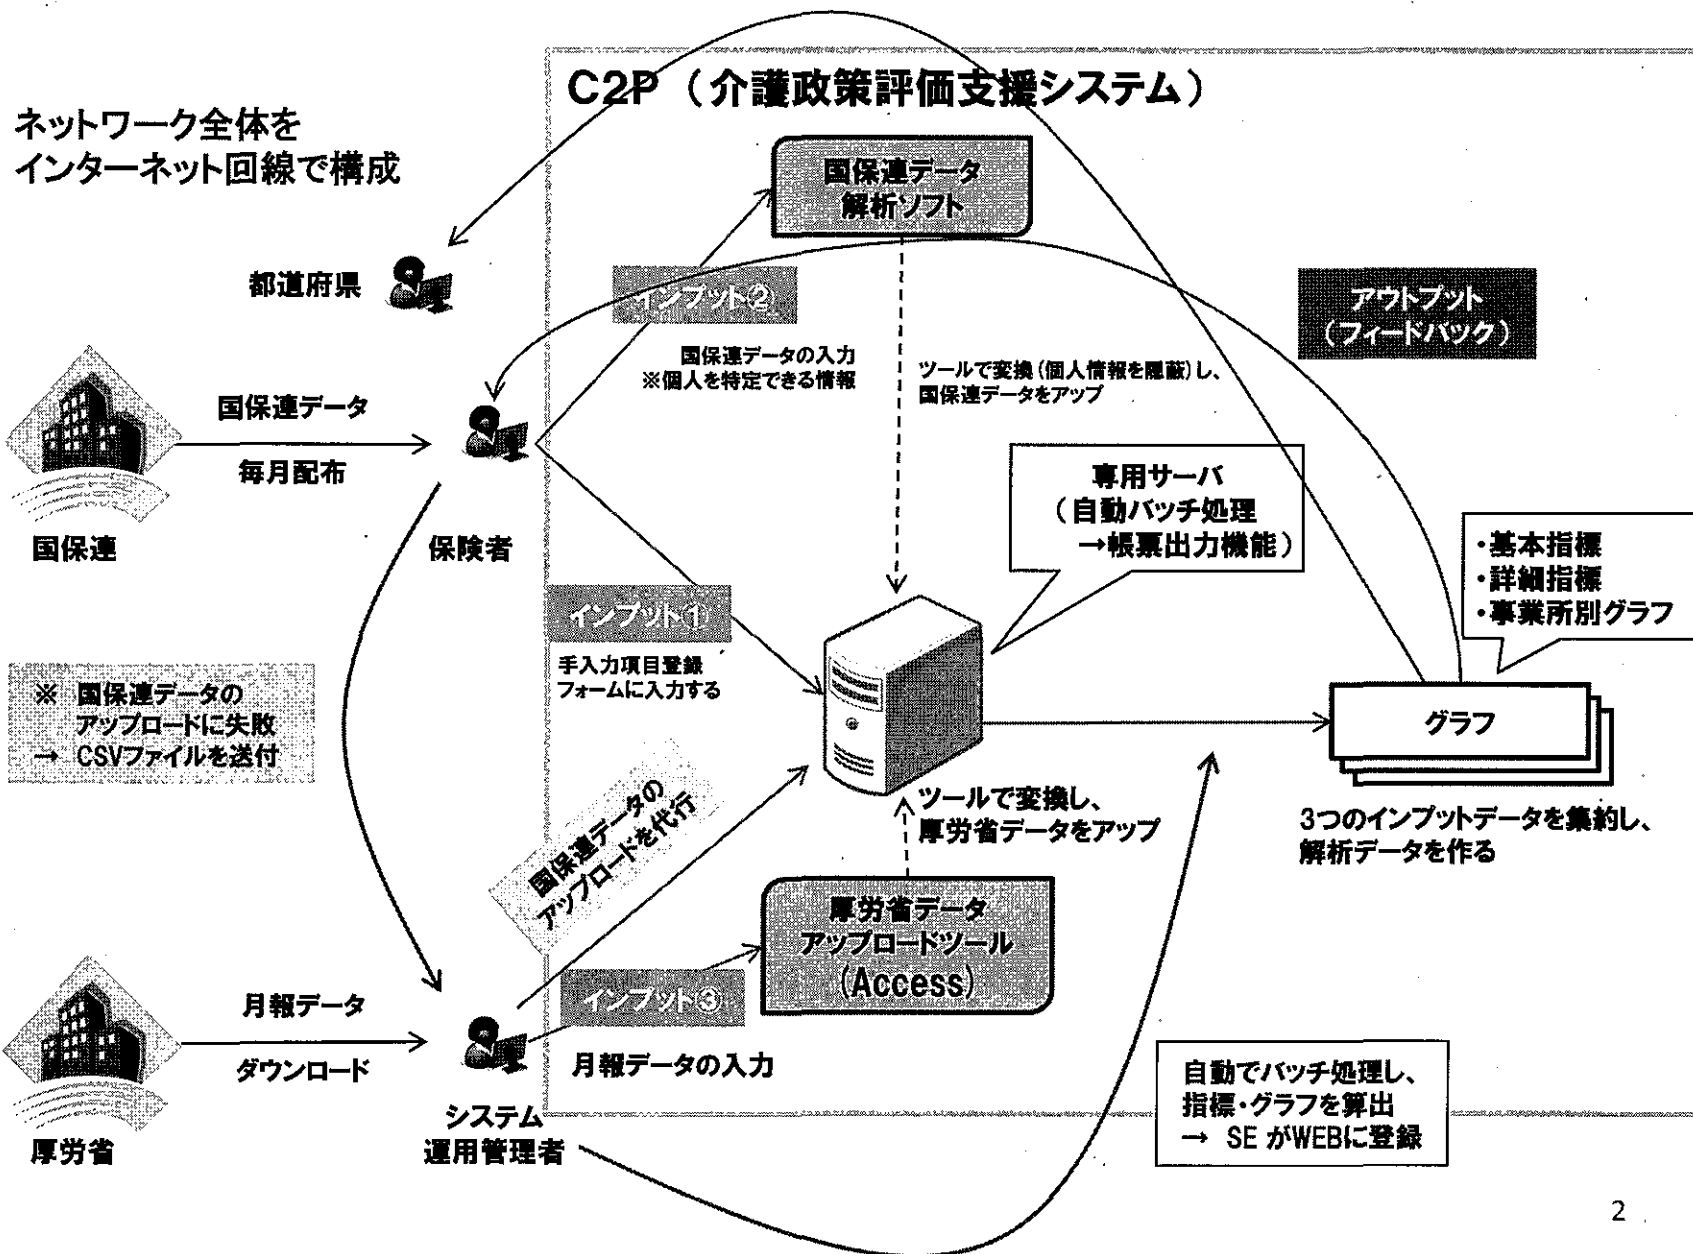 C2P（介護政策評価支援システム）
ネットワーク全体を
インターネット回線で構成
国保連データ
解析ソフト
都道府県
インプット②
アウトプット
（フィードバック）
国保連データの入力
※個人を特定できる情報
ツールで変換（個人情報を隠蔽）し、
国保連データをアップ
国保連データ
毎月配布
国保連
保険者
専用サーバ
（自動バッチ処理
→帳票出力機能）
・基本指標
・詳細指標
・事業所別グラフ
インプット①
手入力項目登録
フォームに入力する
※ 国保連データの
アップロードに失敗
→ CSVファイルを送付
グラフ
3つのインプットデータを集約し、
解析データを作る
国保連データの
アップロードを代行
ツールで変換し、
厚労省データをアップ
厚労省データ
アップロードツール
(Access)
インプット③
月報データの入力
月報データ
ダウンロード
厚労省
システム
運用管理者
自動でバッチ処理し、
指標・グラフを算出
→ SE がWEBに登録
2